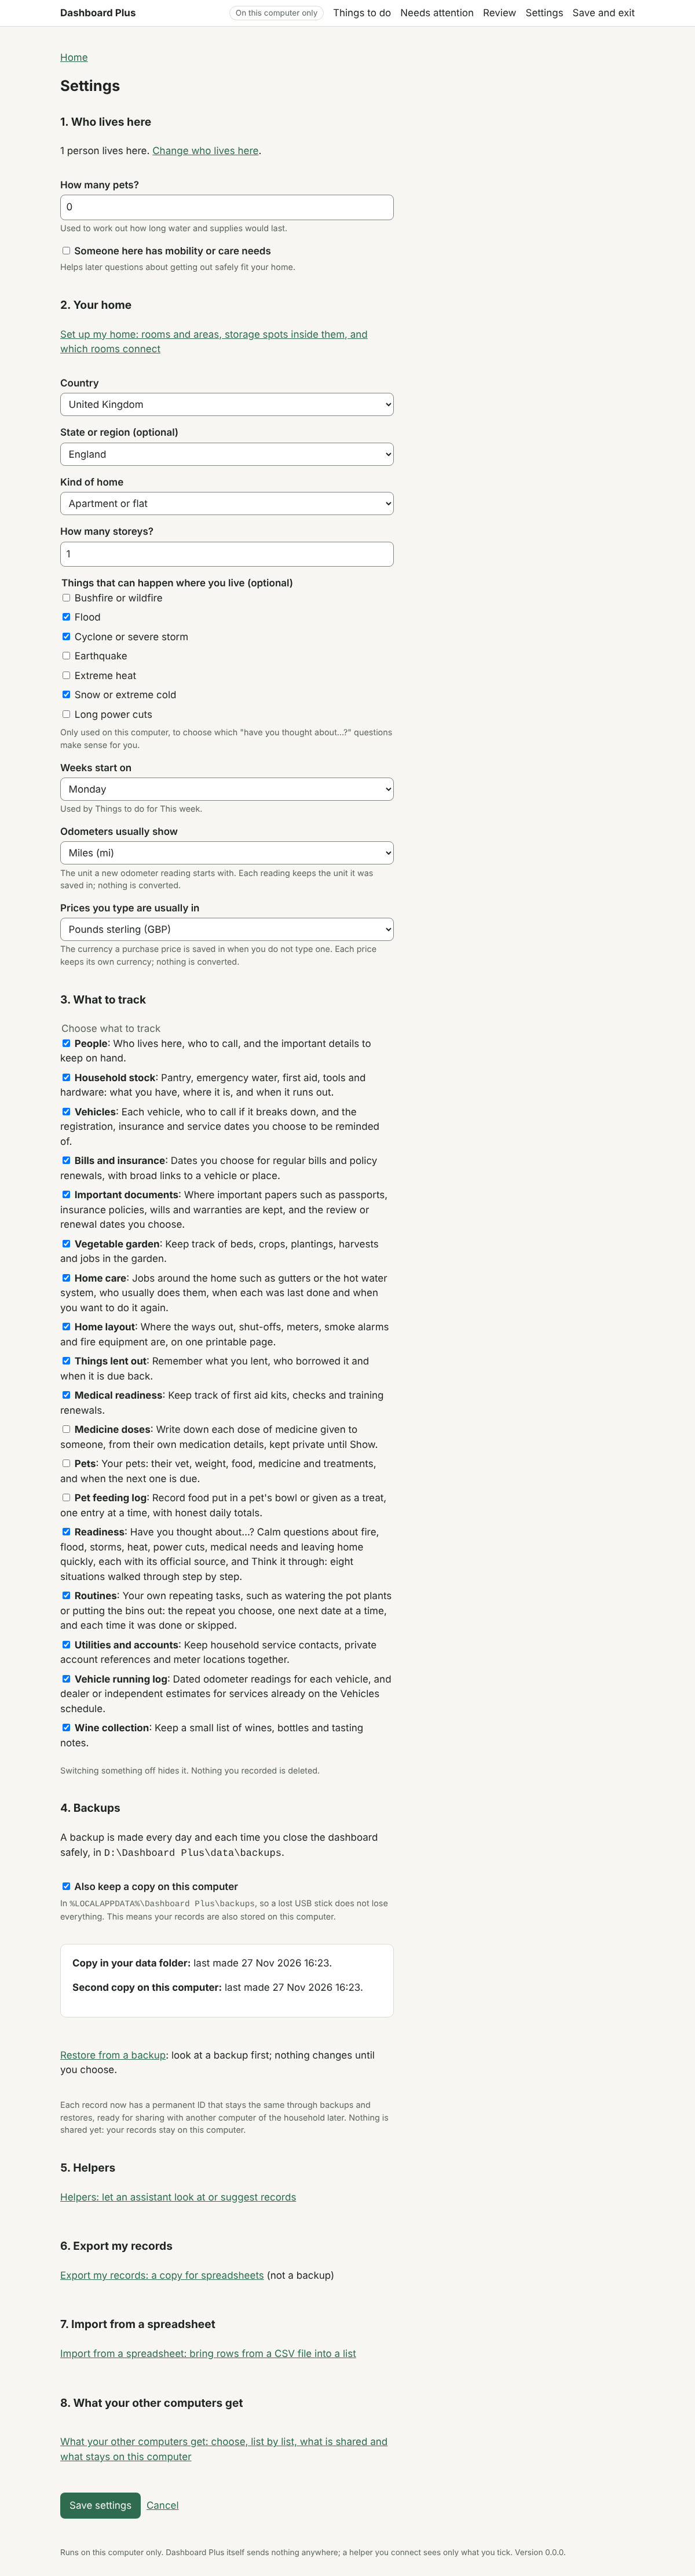 Dashboard Plus
On this computer only
Things to do
Needs attention
Review
Settings
Save and exit
Home
Settings
1. Who lives here
1 person lives here. Change who lives here.
How many pets?
0
Used to work out how long water and supplies would last.
Someone here has mobility or care needs
Helps later questions about getting out safely fit your home.
2. Your home
Set up my home: rooms and areas, storage spots inside them, and
which rooms connect
Country
United Kingdom
State or region (optional)
England
Kind of home
Apartment or flat
How many storeys?
1
Things that can happen where you live (optional)
Bushfire or wildfire
Flood
Cyclone or severe storm
Earthquake
Extreme heat
Snow or extreme cold
Long power cuts
Only used on this computer, to choose which "have you thought about...?" questions
make sense for you.
Weeks start on
Monday
Used by Things to do for This week.
Odometers usually show
Miles (mi)
The unit a new odometer reading starts with. Each reading keeps the unit it was
saved in; nothing is converted.
Prices you type are usually in
Pounds sterling (GBP)
The currency a purchase price is saved in when you do not type one. Each price
keeps its own currency; nothing is converted.
3. What to track
Choose what to track
People: Who lives here, who to call, and the important details to
keep on hand.
Household stock: Pantry, emergency water, first aid, tools and
hardware: what you have, where it is, and when it runs out.
Vehicles: Each vehicle, who to call if it breaks down, and the
registration, insurance and service dates you choose to be reminded
of.
Bills and insurance: Dates you choose for regular bills and policy
renewals, with broad links to a vehicle or place.
Important documents: Where important papers such as passports,
insurance policies, wills and warranties are kept, and the review or
renewal dates you choose.
Vegetable garden: Keep track of beds, crops, plantings, harvests
and jobs in the garden.
Home care: Jobs around the home such as gutters or the hot water
system, who usually does them, when each was last done and when
you want to do it again.
Home layout: Where the ways out, shut-offs, meters, smoke alarms
and fire equipment are, on one printable page.
Things lent out: Remember what you lent, who borrowed it and
when it is due back.
Medical readiness: Keep track of first aid kits, checks and training
renewals.
Medicine doses: Write down each dose of medicine given to
someone, from their own medication details, kept private until Show.
Pets: Your pets: their vet, weight, food, medicine and treatments,
and when the next one is due.
Pet feeding log: Record food put in a pet's bowl or given as a treat,
one entry at a time, with honest daily totals.
Readiness: Have you thought about...? Calm questions about fire,
flood, storms, heat, power cuts, medical needs and leaving home
quickly, each with its official source, and Think it through: eight
situations walked through step by step.
Routines: Your own repeating tasks, such as watering the pot plants
or putting the bins out: the repeat you choose, one next date at a time,
and each time it was done or skipped.
Utilities and accounts: Keep household service contacts, private
account references and meter locations together.
Vehicle running log: Dated odometer readings for each vehicle, and
dealer or independent estimates for services already on the Vehicles
schedule.
Wine collection: Keep a small list of wines, bottles and tasting
notes.
Switching something off hides it. Nothing you recorded is deleted.
4. Backups
A backup is made every day and each time you close the dashboard
safely, in D:\Dashboard Plus\data\backups.
Also keep a copy on this computer
In %LOCALAPPDATA%\Dashboard Plus\backups, so a lost USB stick does not lose
everything. This means your records are also stored on this computer.
Copy in your data folder: last made 27 Nov 2026 16:23.
Second copy on this computer: last made 27 Nov 2026 16:23.
Restore from a backup: look at a backup first; nothing changes until
you choose.
Each record now has a permanent ID that stays the same through backups and
restores, ready for sharing with another computer of the household later. Nothing is
shared yet: your records stay on this computer.
5. Helpers
Helpers: let an assistant look at or suggest records
6. Export my records
Export my records: a copy for spreadsheets (not a backup)
7. Import from a spreadsheet
Import from a spreadsheet: bring rows from a CSV file into a list
8. What your other computers get
What your other computers get: choose, list by list, what is shared and
what stays on this computer
Save settings
Cancel
Runs on this computer only. Dashboard Plus itself sends nothing anywhere; a helper you connect sees only what you tick. Version 0.0.0.